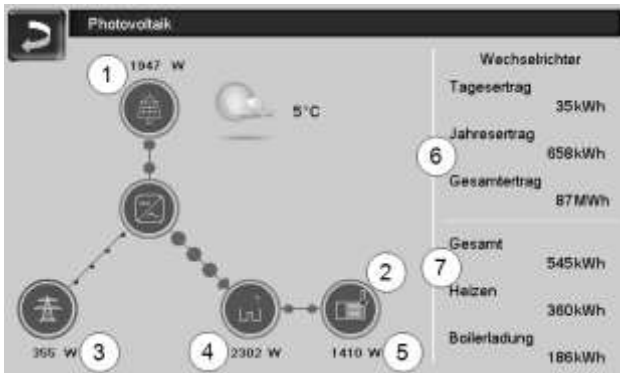 Photovoltaik
1 1947 W
5°C
2
355 W 3
4 2302 W
1410 W 5
Wechselrichter
Tagesertrag
35kWh
Jahresertrag
6
658kWh
Gesamtertrag
87MWh
Gesamt
7
545kWh
Heizen
360kWh
Boilerladung
186kWh